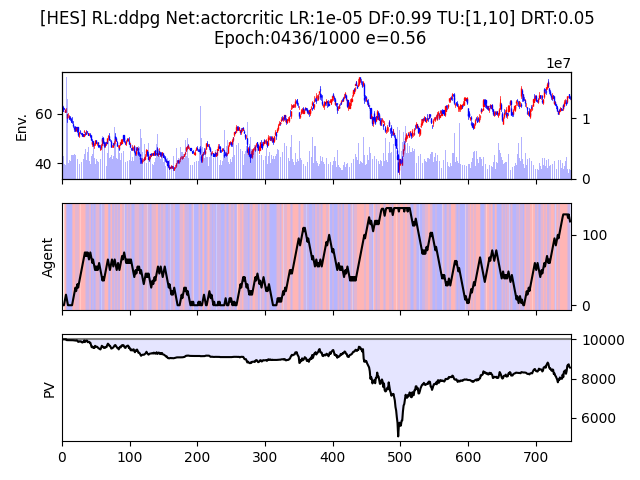 [HES] RL:ddpg Net:actorcritic LR:1e-05 DF:0.99 TU:[1,10] DRT:0.05
Epoch:0436/1000 e=0.56
1e7
Env.
60
40
1
0
Agent
100
0
PV
10000
8000
6000
0 100 200 300 400 500 600 700